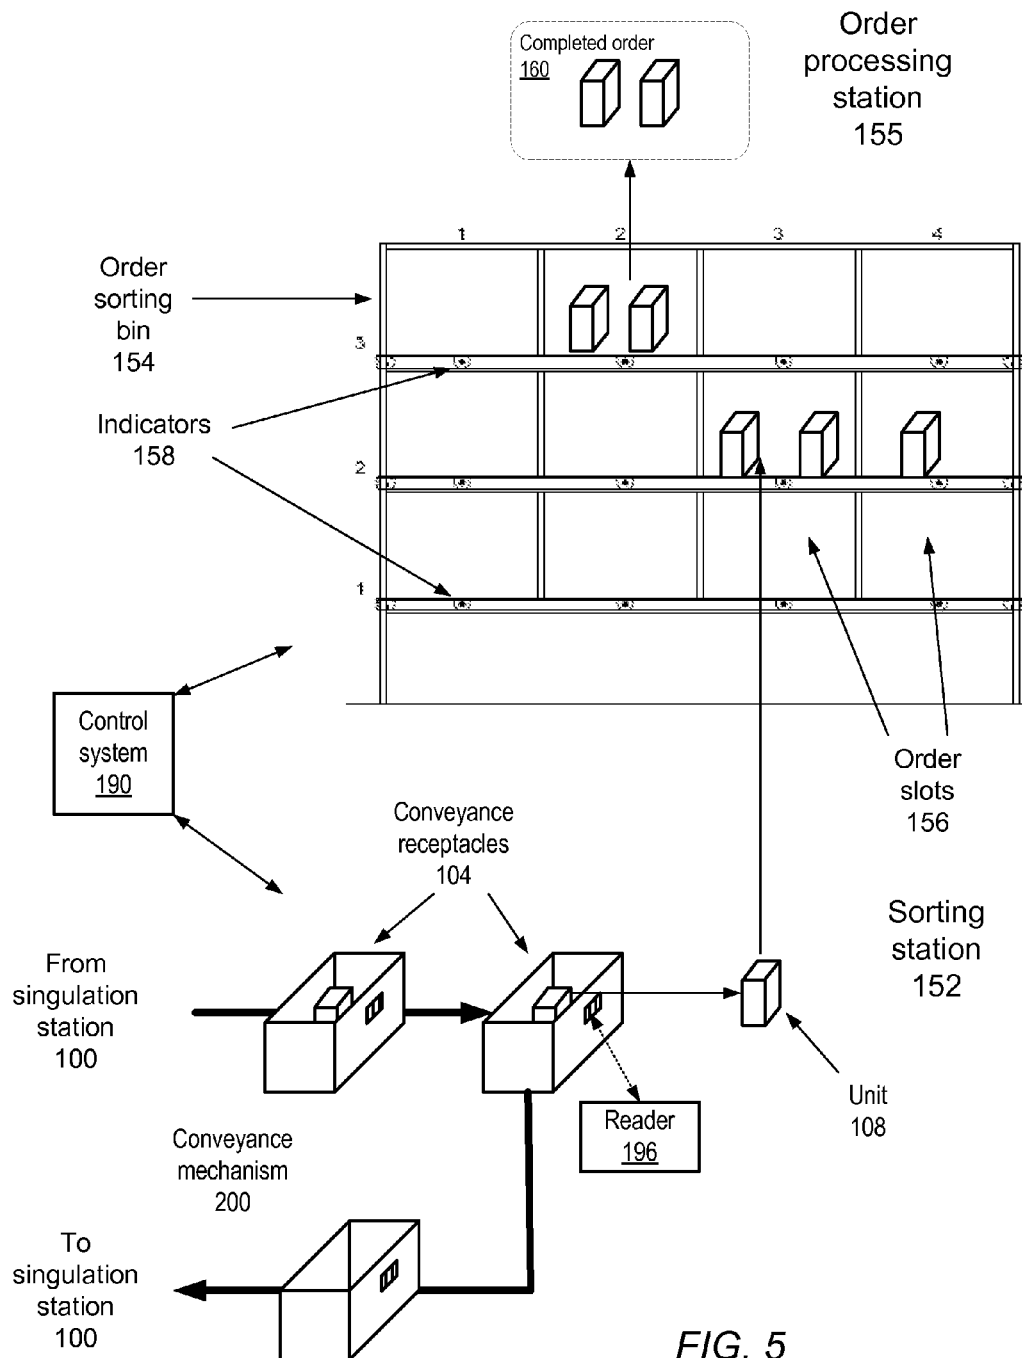 Completed order
160
Order
processing
station
155
1
2
3
4
Order
sorting
bin
154
3
Indicators
158
2
1
Control
system
190
Order
slots
156
Conveyance
receptacles
104
Sorting
station
152
From
singulation
station
100
Unit
108
Reader
196
Conveyance
mechanism
200
To
singulation
station
100
FIG. 5